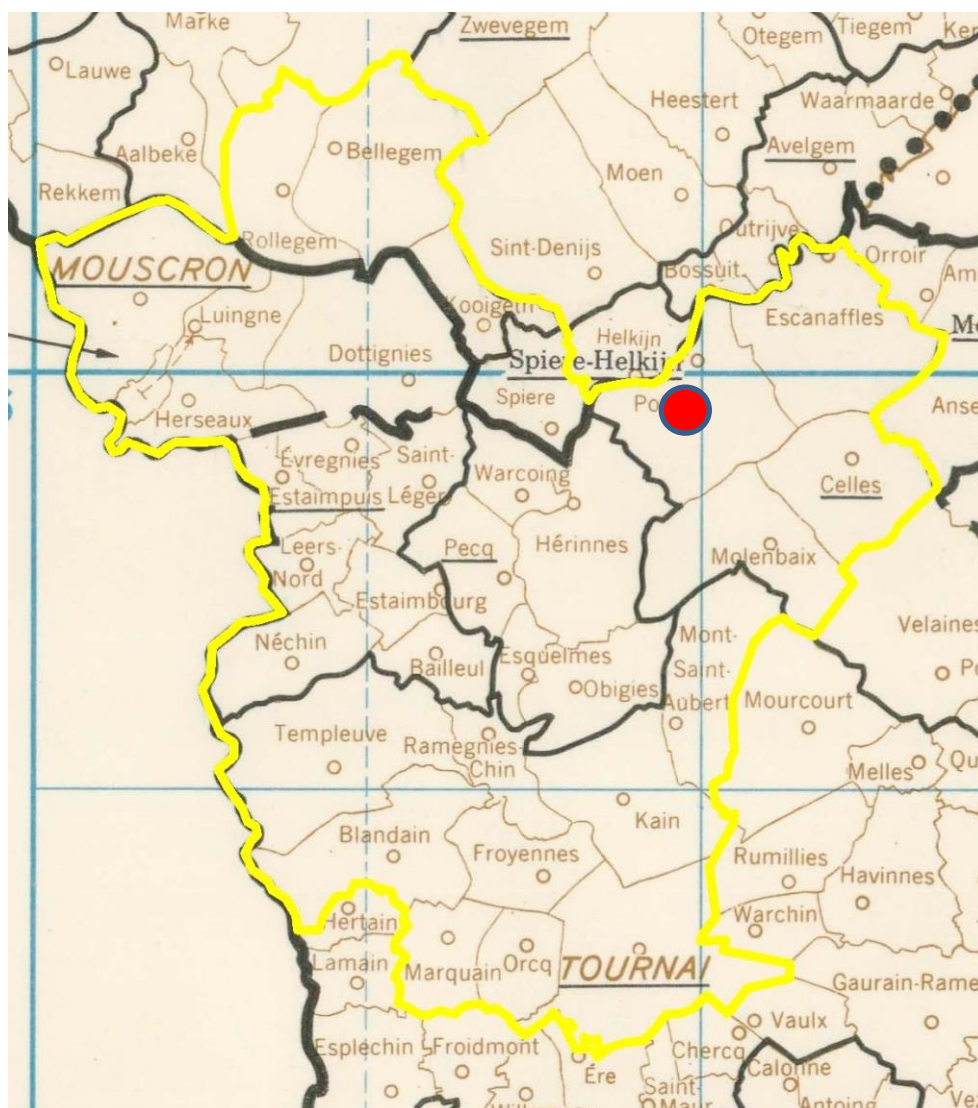 Marke
Zwevegem
Otegem
Tiegem
Lauwe
Heestert
Waarmaarde
Aalbeke
Bellegem
Avelgem
Moen
Rekkem
Rollegem
Outrijve
Sint-Denijs
Orroir
MOUSCRON
Bossuit
Kooigem
Escanaffles
Luingne
Helkijn
Dottignies
Spiere-Helkijn
Spiere
Herseaux
Évregnies
Saint-
Léger
Warcoing
Celles
Estaimpuis
Hérinnes
Molenbaix
Leers-
Nord
Pecq
Estaimbourg
Velaines
Mont-
Saint-
Aubert
Néchin
Bailleul
Esquelmes
Obigies
Mourcourt
Templeuve
Ramegnies-
Chin
Melles
Kain
Blandain
Froyennes
Rumillies
Havinnes
Hertain
Warchin
Lamain
Marquain
Orcq
TOURNAI
Gaurain-Rame
Vaulx
Esplechin
Froidmont
Ère
Chercq
Calonne
Saint-
Maur
Antoing